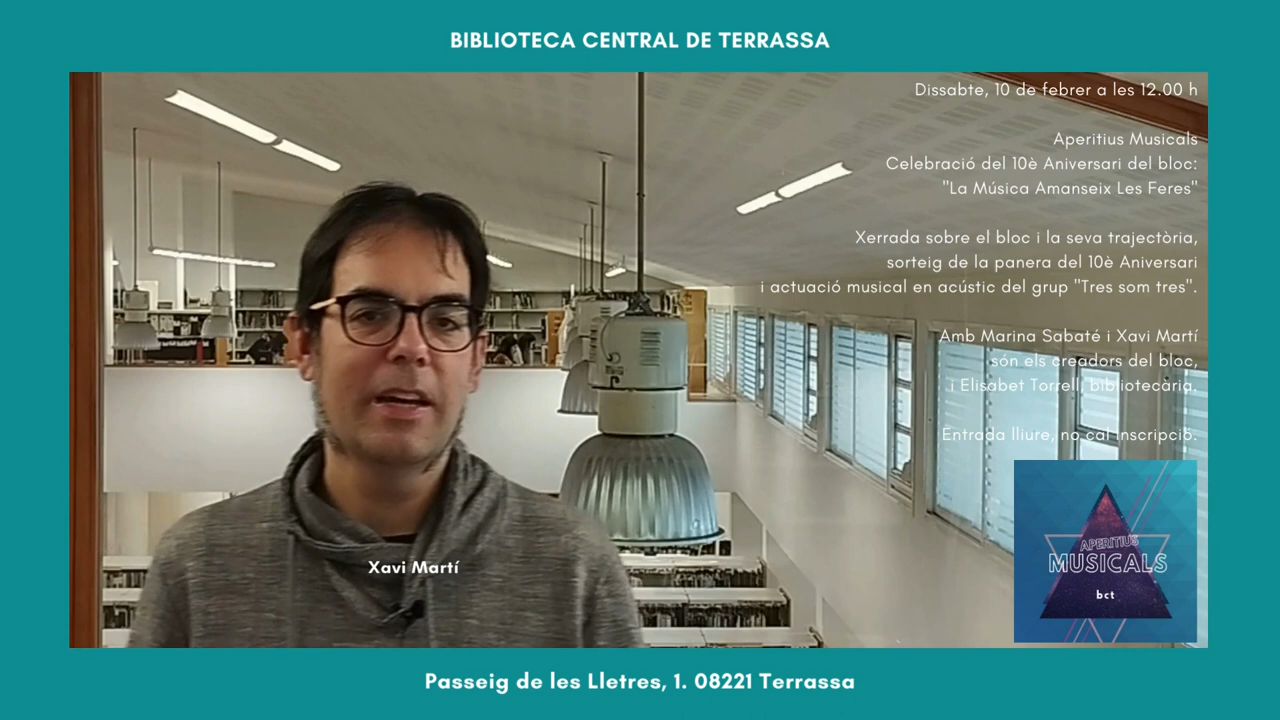 BIBLIOTECA CENTRAL DE TERRASSA
Dissabte, 10 de febrer a les 12.00 h
Aperitius Musicals
Celebració del 10è Aniversari del bloc:
"La Música Amanseix Les Feres"
Xerrada sobre el bloc i la seva trajectòria,
sorteig de la panera del 10è Aniversari
i actuació musical en acústic del grup "Tres som tres".
Amb Marina Sabaté i Xavi Martí
són els creadors del bloc,
i Elisabet Torrell, bibliotecària.
Entrada lliure, no cal inscripció.
APERITIUS
MUSICALS
bct
Xavi Martí
Passeig de les Lletres, 1. 08221 Terrassa